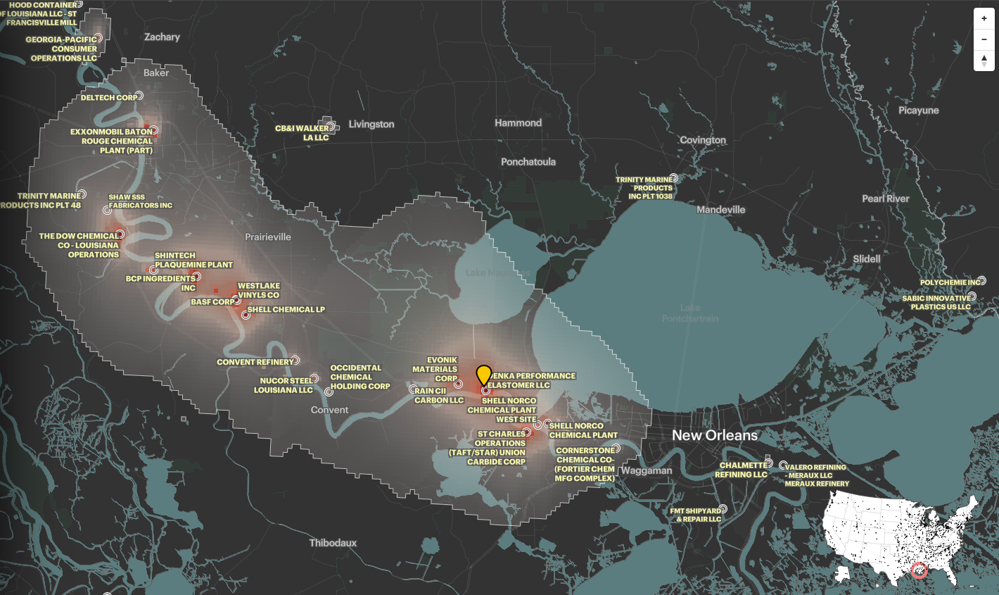 HOOD CONTAINER
OF LOUISIANA LLC - ST
FRANCISVILLE MILL
GEORGIA-PACIFIC
CONSUMER
OPERATIONS LLC
Zachary
Baker
DELTECH CORP
EXXONMOBIL BATON
ROUGE CHEMICAL
PLANT (PART)
CB&I WALKER
LA LLC
Livingston
Hammond
Ponchatoula
Covington
Picayune
TRINITY MARINE
PRODUCTS
INC PLT 1038
Mandeville
Pearl River
Slidell
TRINITY MARINE
PRODUCTS INC PLT 48
SHAW SSS
FABRICATORS INC
THE DOW CHEMICAL
CO - LOUISIANA
OPERATIONS
Prairieville
SHINTECH
PLAQUEMINE PLANT
BCP INGREDIENTS
INC
WESTLAKE
VINYLS CO
BASF CORP
SHELL CHEMICAL LP
Lake Maurepas
Lake
Pontchartrain
POLYCHEMIE INC
SABIC INNOVATIVE
PLASTICS US LLC
CONVENT REFINERY
NUCOR STEEL
LOUISIANA LLC
OCCIDENTAL
CHEMICAL
HOLDING CORP
Convent
EVONIK
MATERIALS
CORP
RAIN CII
CARBON LLC
DENKA PERFORMANCE
ELASTOMER LLC
SHELL NORCO
CHEMICAL PLANT
WEST SITE
SHELL NORCO
CHEMICAL PLANT
ST CHARLES
OPERATIONS
(TAFT/STAR) UNION
CARBIDE CORP
CORNERSTONE
CHEMICAL CO-
(FORTIER CHEM
MFG COMPLEX)
New Orleans
Waggaman
CHALMETTE
REFINING LLC
VALERO REFINING
- MERAUX LLC
MERAUX REFINERY
FMT SHIPYARD
& REPAIR LLC
Thibodaux